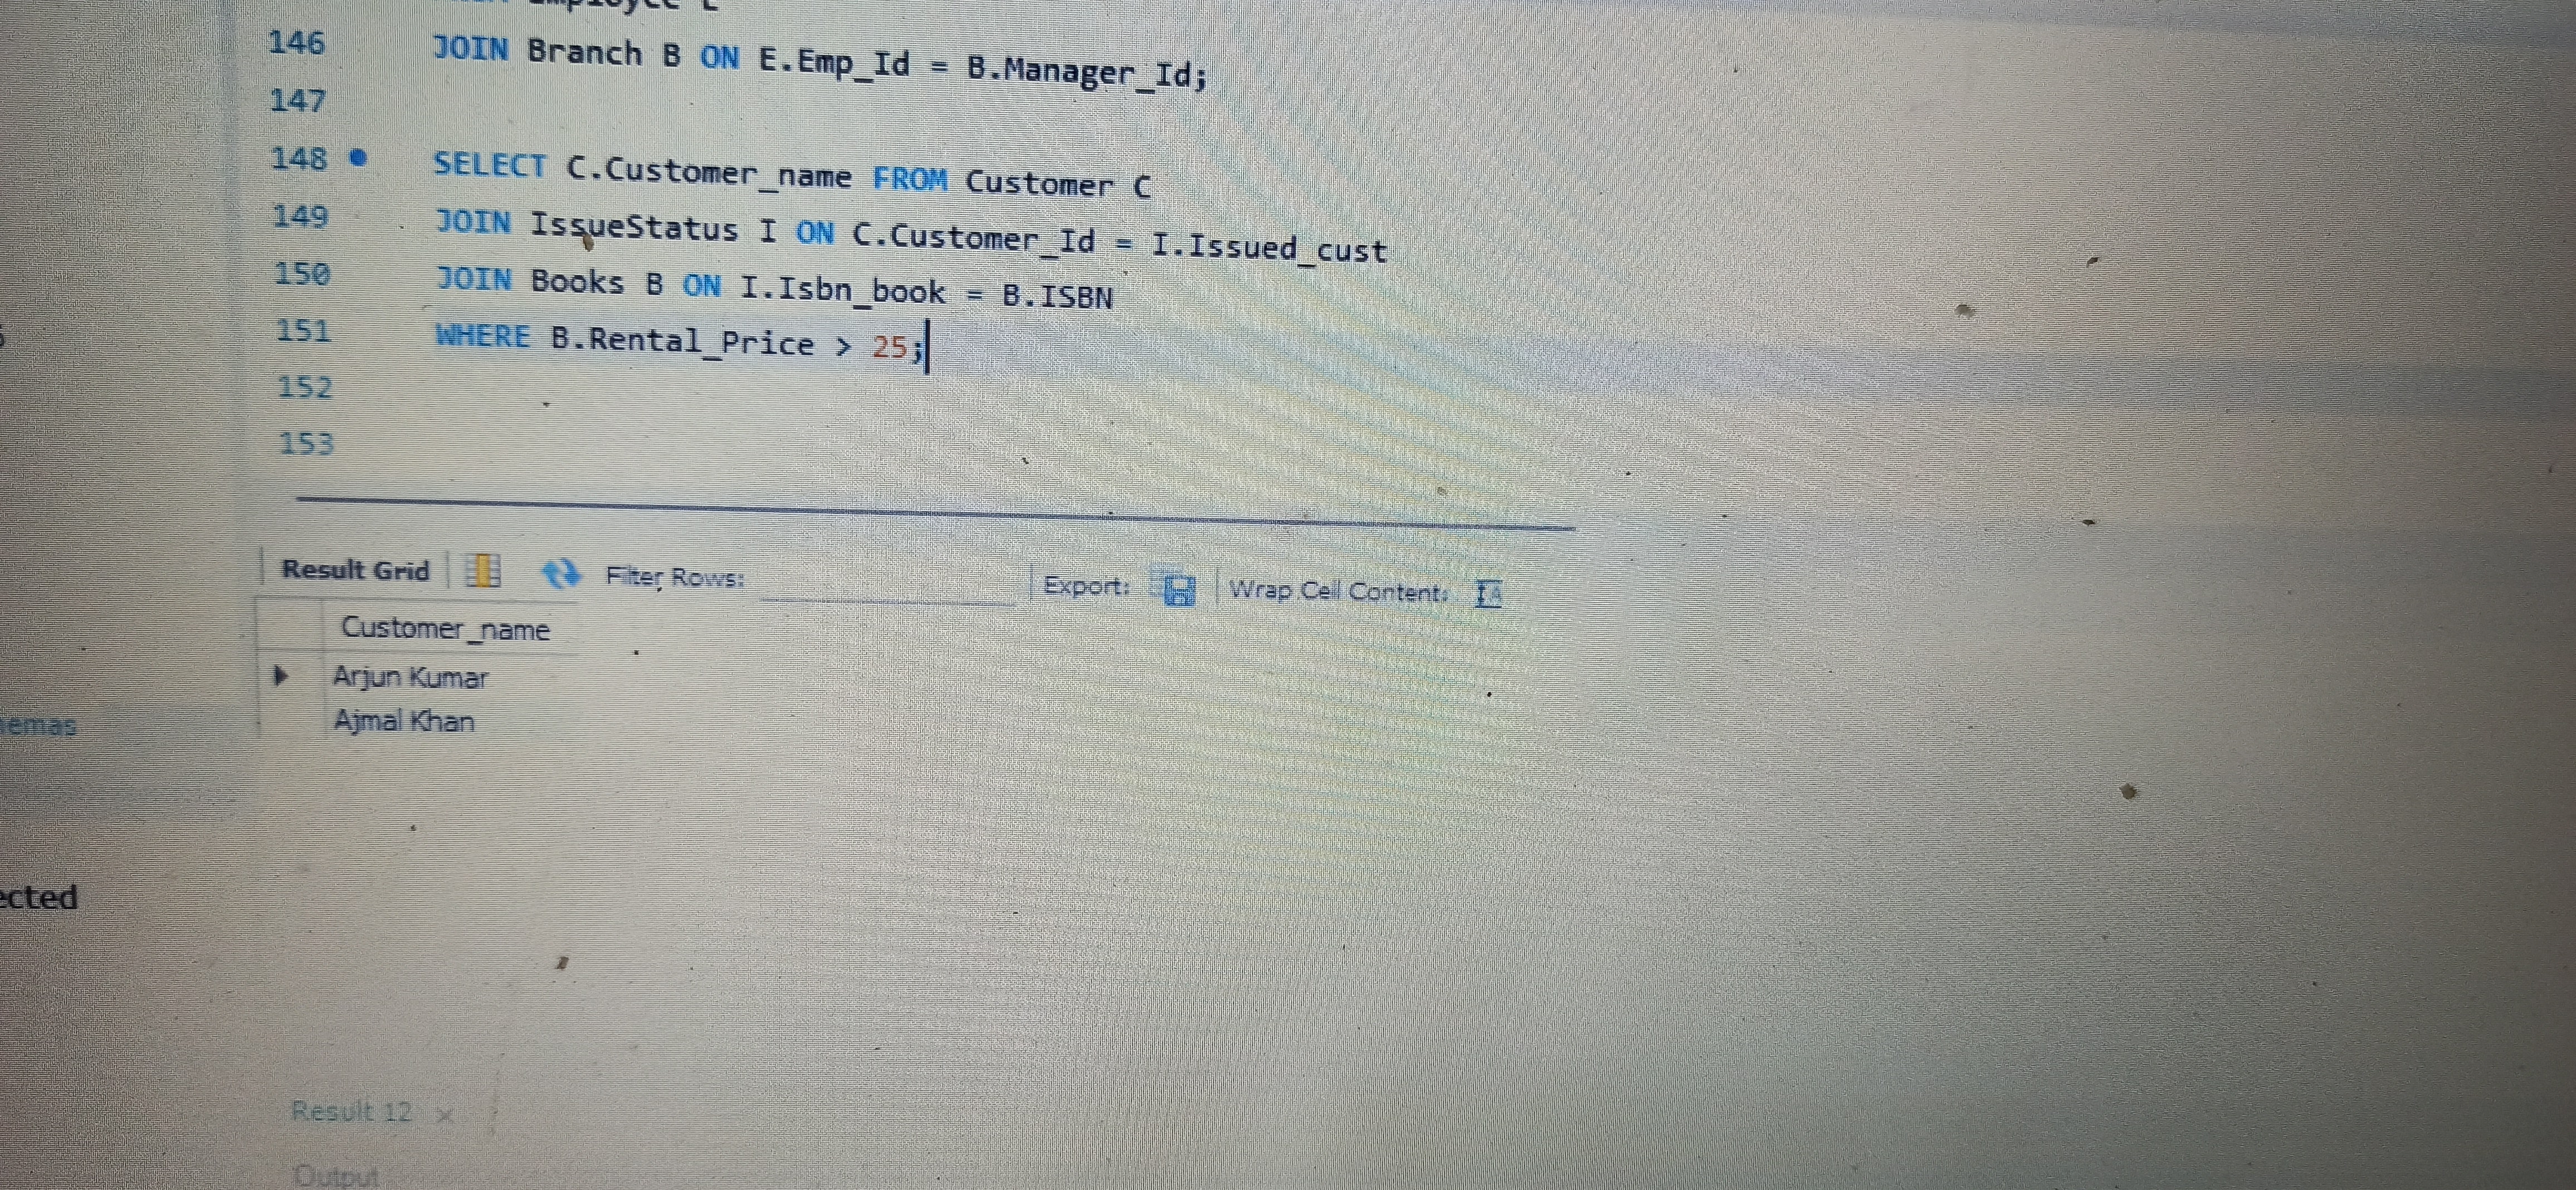 146 JOIN Branch B ON E.Emp_Id = B.Manager_Id;
147
148 SELECT C.Customer_name FROM Customer C
149 JOIN IssueStatus I ON C.Customer_Id = I.Issued_cust
150 JOIN Books B ON I.Isbn_book = B.ISBN
151 WHERE B.Rental_Price > 25;
152
153
Result Grid Filter Rows: Export: Wrap Cell Content:
Customer_name
Arjun Kumar
Ajmal Khan
emas
ected
Result 12
Output